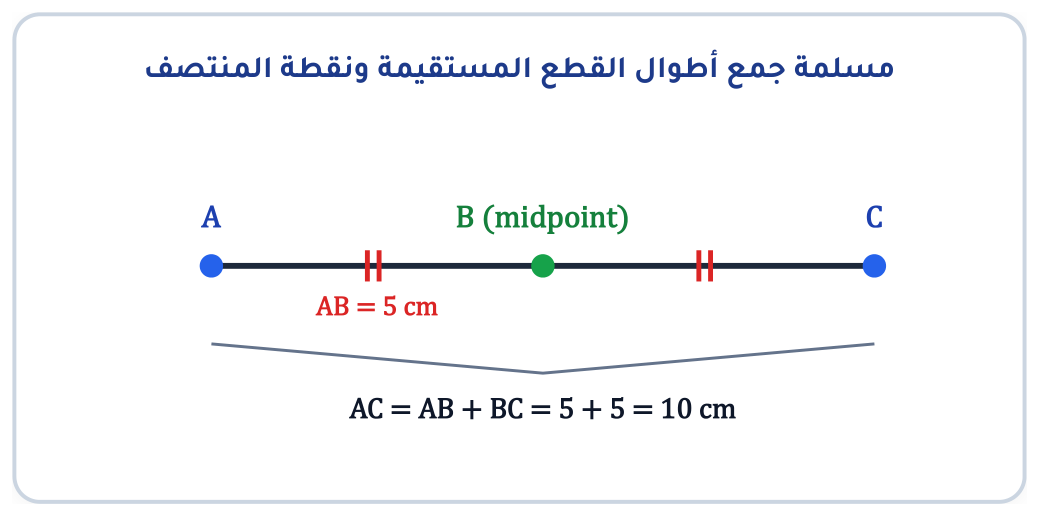 مسلمة جمع أطوال القطع المستقيمة ونقطة المنتصف
A
B (midpoint)
C
AB = 5 cm
AC = AB + BC = 5 + 5 = 10 cm